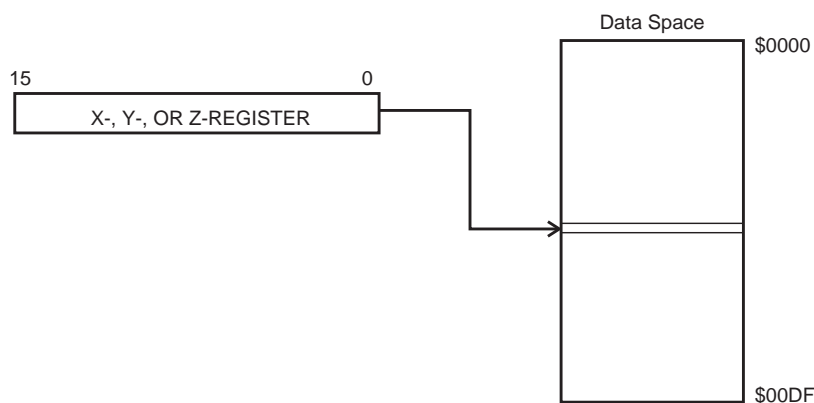 Data Space
$0000
15 0
X-, Y-, OR Z-REGISTER
$00DF